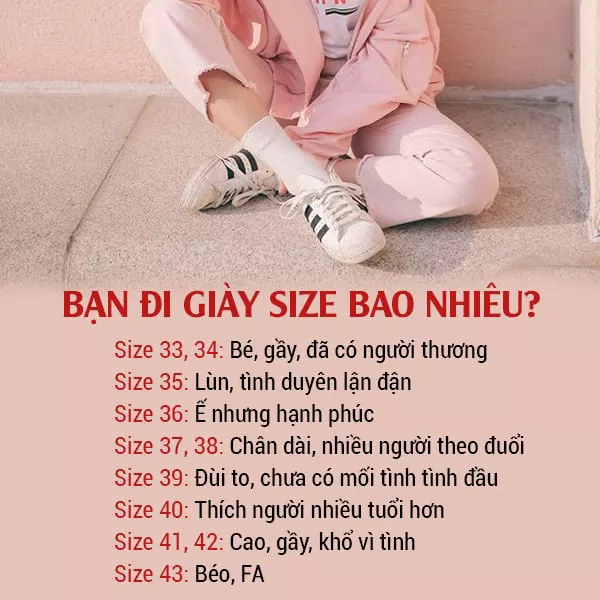 BẠN ĐI GIÀY SIZE BAO NHIÊU?
Size 33, 34: Bé, gầy, đã có người thương
Size 35: Lùn, tình duyên lận đận
Size 36: Ế nhưng hạnh phúc
Size 37, 38: Chân dài, nhiều người theo đuổi
Size 39: Đùi to, chưa có mối tình tình đầu
Size 40: Thích người nhiều tuổi hơn
Size 41, 42: Cao, gầy, khổ vì tình
Size 43: Béo, FA